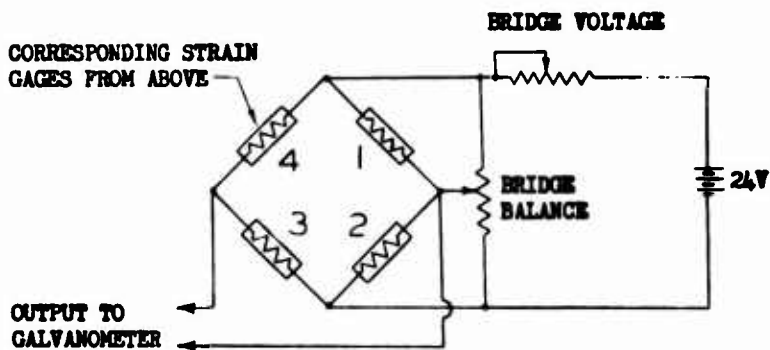 BRIDGE VOLTAGE
CORRESPONDING STRAIN
GAGES FROM ABOVE
4
1
3
2
BRIDGE
BALANCE
24V
OUTPUT TO
GALVANOMETER